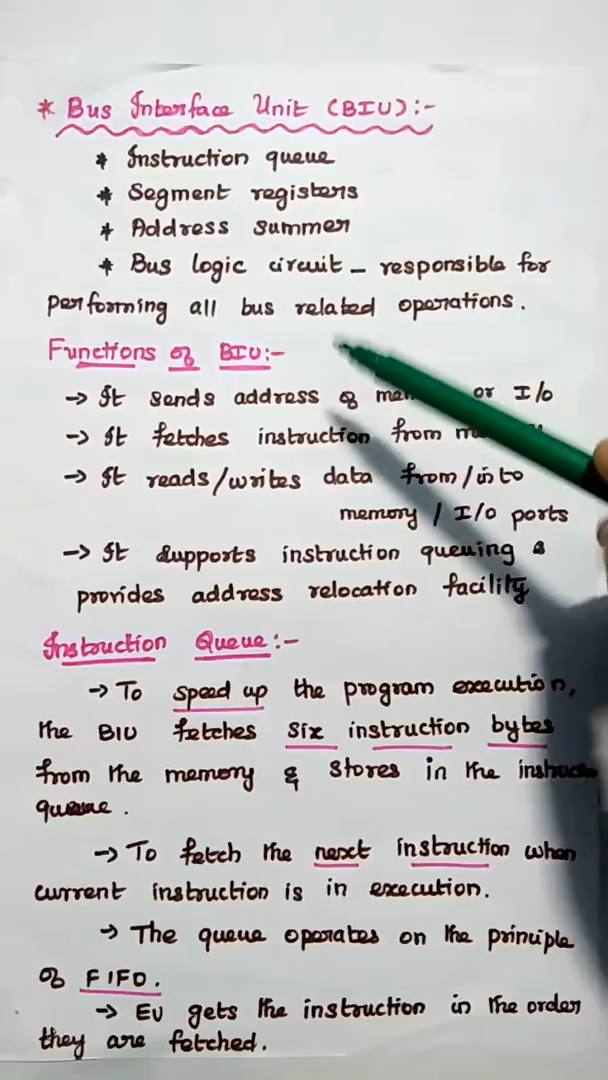 * Bus Interface Unit (BIU):-
* Instruction queue
* Segment registers
* Address summer
* Bus logic circuit - responsible for
performing all bus related operations.
Functions of BIU:-
→ It sends address of or I/o
→ It fetches instruction from
→ It reads/writes data from/into
memory / I/o ports
→ It supports instruction queuing &
provides address relocation facility
Instruction Queue:-
→ To speed up the program execution,
the BIU fetches six instruction bytes
from the memory & stores in the
queue.
→ To fetch the next instruction when
current instruction is in execution.
→ The queue operates on the principle
of FIFO.
→ EU gets the instruction in the order
they are fetched.